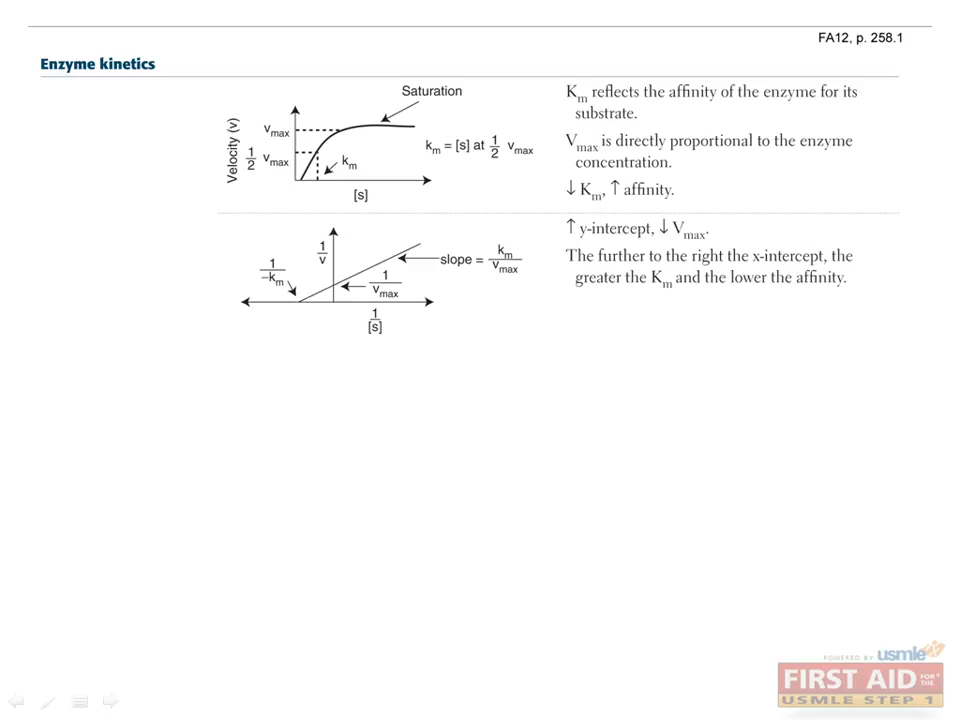 FA12, p. 258.1
Enzyme kinetics
Saturation
Velocity (v)
vmax
1/2 vmax
km
km = [s] at 1/2 vmax
[s]
Km reflects the affinity of the enzyme for its
substrate.
Vmax is directly proportional to the enzyme
concentration.
↓ Km, ↑ affinity.
1/v
1/−km
1/vmax
slope = km/vmax
1/[s]
↑ y-intercept, ↓ Vmax.
The further to the right the x-intercept, the
greater the Km and the lower the affinity.
POWERED BY usmlerx
FIRST AID FOR THE®
USMLE STEP 1